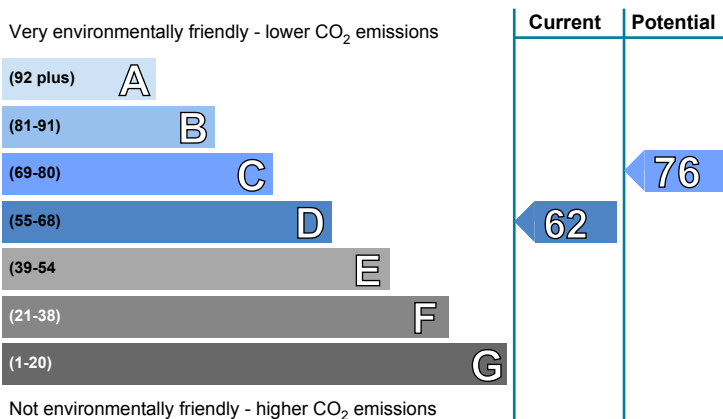 Very environmentally friendly - lower CO2 emissions
Current
Potential
(92 plus) A
(81-91) B
(69-80) C
76
(55-68) D
62
(39-54 E
(21-38) F
(1-20) G
Not environmentally friendly - higher CO2 emissions